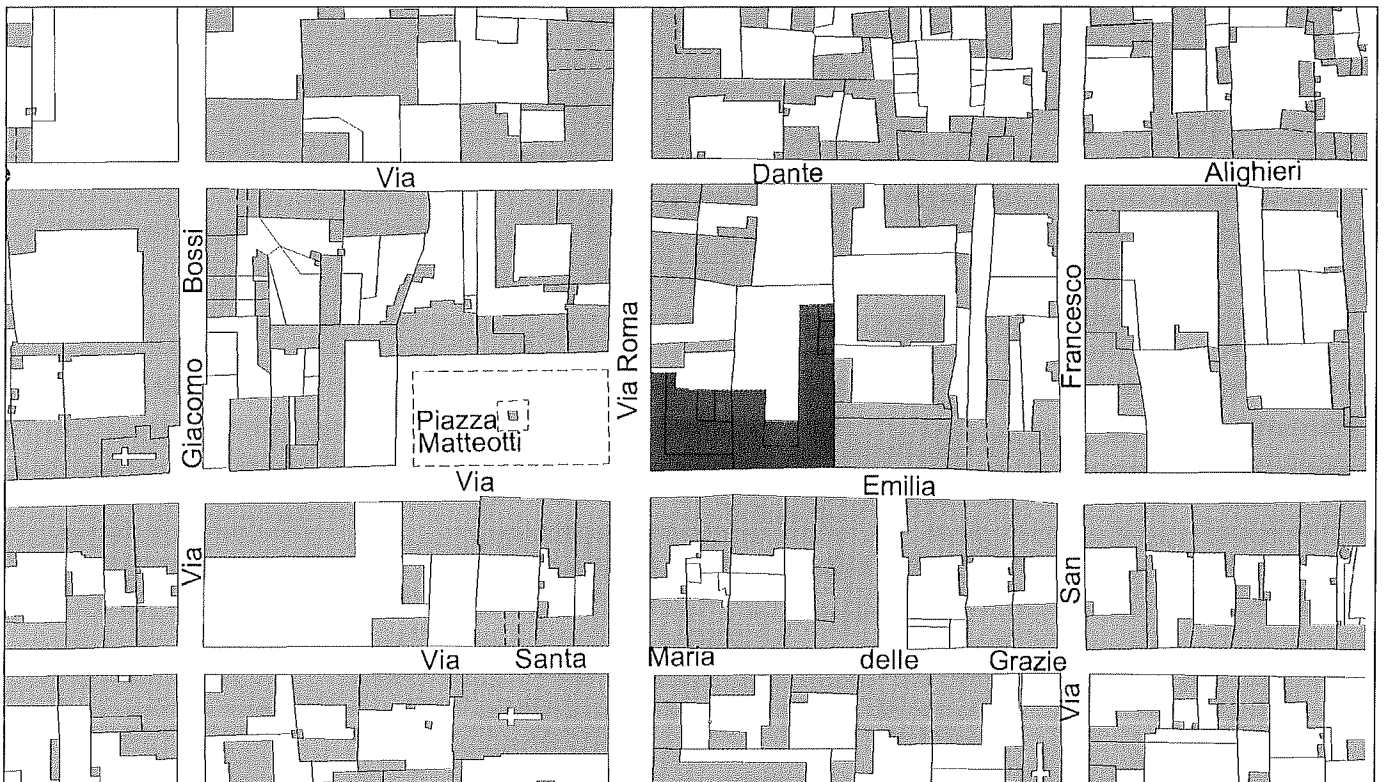 Via Dante Alighieri
Via Giacomo Bossi
Via Roma
Via San Francesco
Piazza
Matteotti
Via Emilia
Via Santa Maria delle Grazie